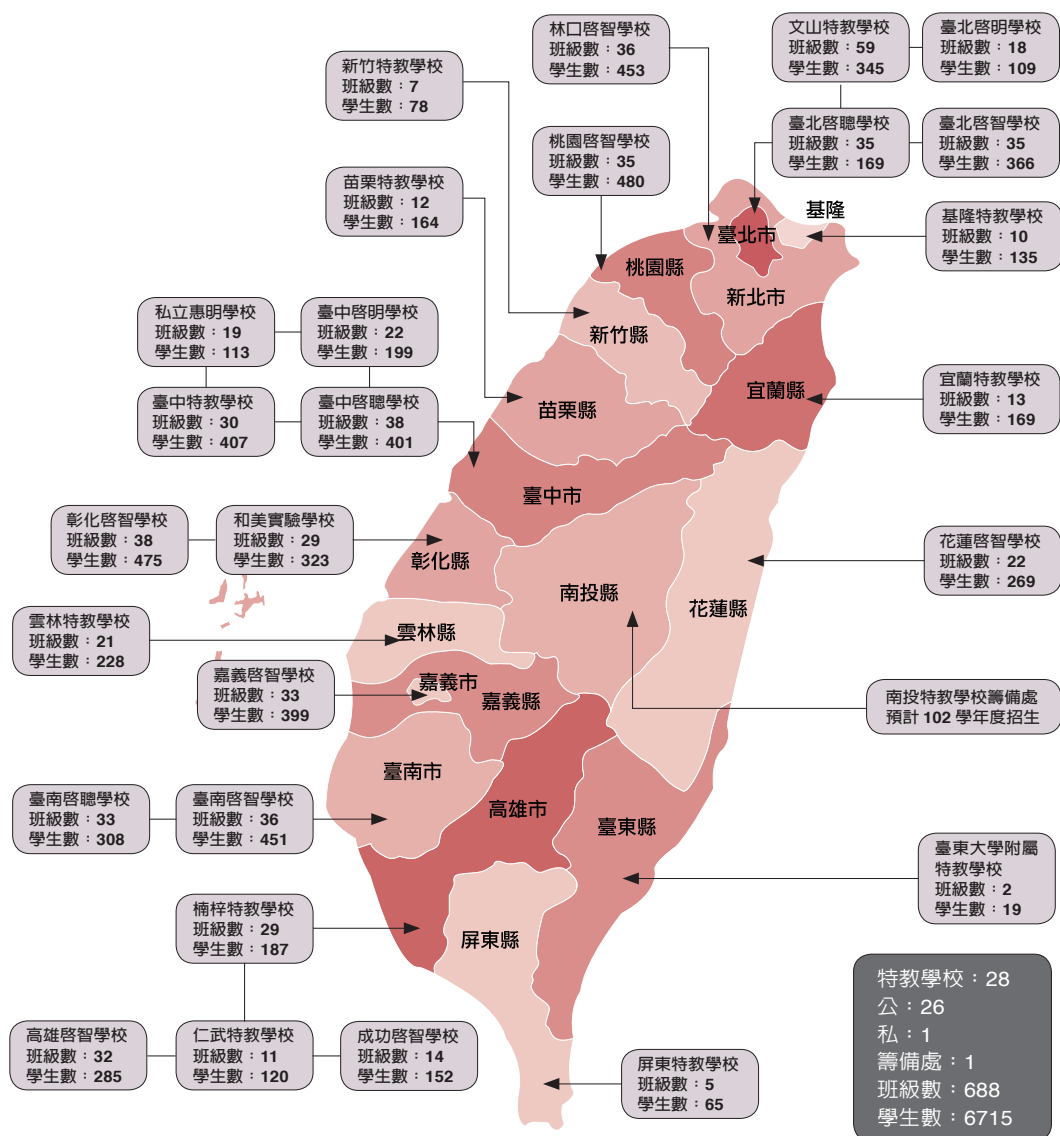 林口啓智學校
班級數：36
學生數：453
文山特教學校
班級數：59
學生數：345
臺北啓明學校
班級數：18
學生數：109
新竹特教學校
班級數：7
學生數：78
臺北啓聰學校
班級數：35
學生數：169
臺北啓智學校
班級數：35
學生數：366
桃園啓智學校
班級數：35
學生數：480
苗栗特教學校
班級數：12
學生數：164
基隆
基隆特教學校
班級數：10
學生數：135
臺北市
桃園縣
新北市
私立惠明學校
班級數：19
學生數：113
臺中啓明學校
班級數：22
學生數：199
新竹縣
宜蘭縣
宜蘭特教學校
班級數：13
學生數：169
臺中特教學校
班級數：30
學生數：407
臺中啓聰學校
班級數：38
學生數：401
苗栗縣
臺中市
彰化啓智學校
班級數：38
學生數：475
和美實驗學校
班級數：29
學生數：323
彰化縣
南投縣
花蓮縣
花蓮啓智學校
班級數：22
學生數：269
雲林特教學校
班級數：21
學生數：228
雲林縣
嘉義啓智學校
班級數：33
學生數：399
嘉義市
嘉義縣
南投特教學校籌備處
預計 102 學年度招生
臺南市
臺南啓聰學校
班級數：33
學生數：308
臺南啓智學校
班級數：36
學生數：451
高雄市
臺東縣
臺東大學附屬
特教學校
班級數：2
學生數：19
楠梓特教學校
班級數：29
學生數：187
屏東縣
高雄啓智學校
班級數：32
學生數：285
仁武特教學校
班級數：11
學生數：120
成功啓智學校
班級數：14
學生數：152
屏東特教學校
班級數：5
學生數：65
特教學校：28
公：26
私：1
籌備處：1
班級數：688
學生數：6715